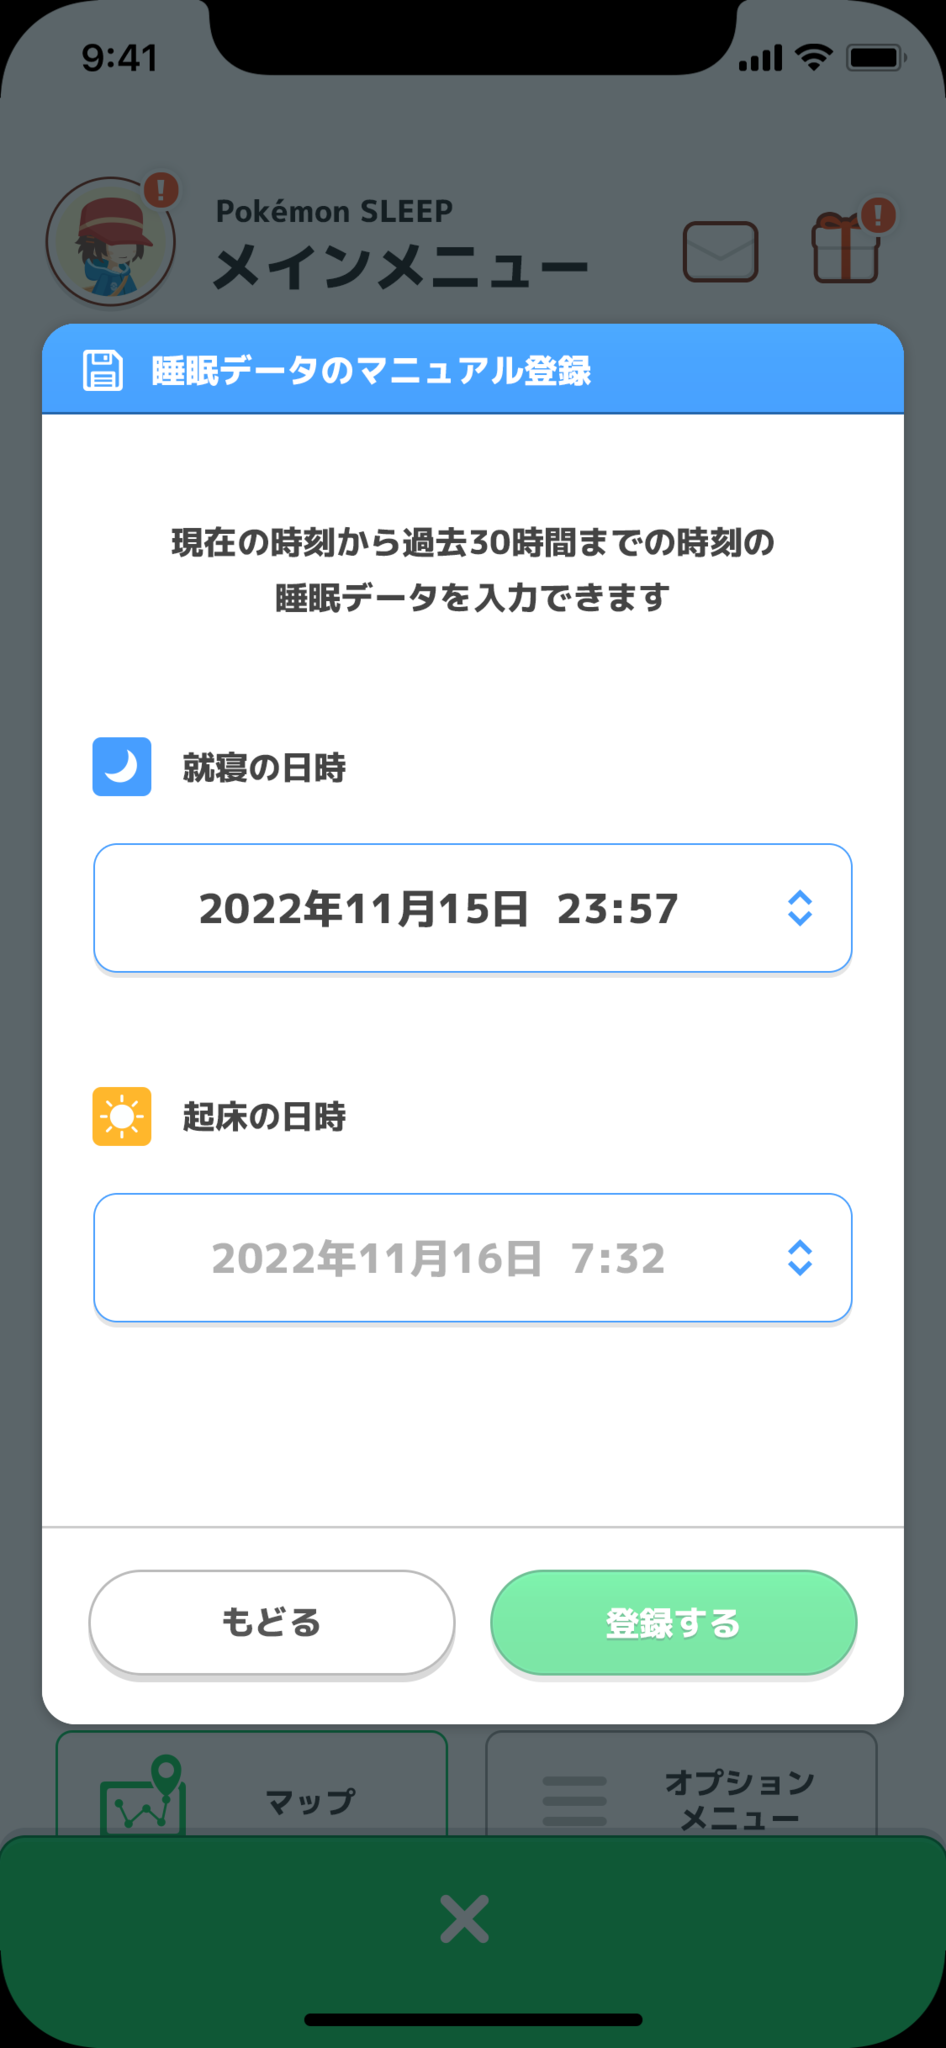 9:41
Pokémon SLEEP
メインメニュー
睡眠データのマニュアル登録
現在の時刻から過去30時間までの時刻の
睡眠データを入力できます
就寝の日時
2022年11月15日 23:57
起床の日時
2022年11月16日 7:32
もどる
登録する
マップ
オプション
メニュー